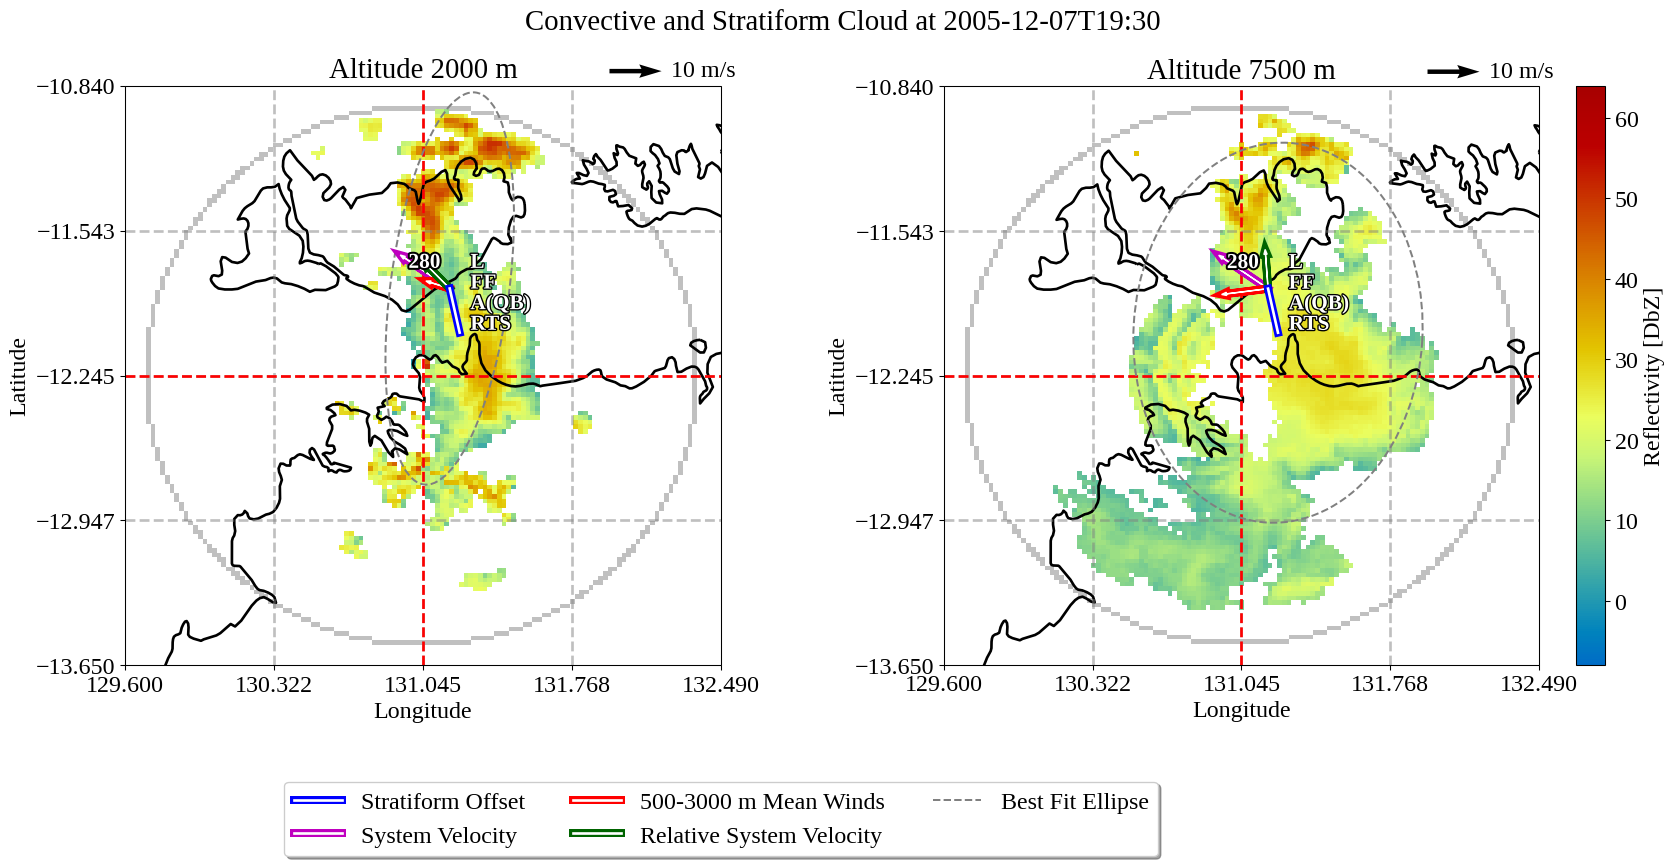 Convective and Stratiform Cloud at 2005-12-07T19:30
Altitude 2000 m
10 m/s
−10.840
−11.543
−12.245
−12.947
−13.650
129.600
130.322
131.045
131.768
132.490
Latitude
Longitude
280
L
FF
A(QB)
RTS
Altitude 7500 m
10 m/s
−10.840
−11.543
−12.245
−12.947
−13.650
129.600
130.322
131.045
131.768
132.490
Latitude
Longitude
280
L
FF
A(QB)
RTS
60
50
40
30
20
10
0
Reflectivity [DbZ]
Stratiform Offset
System Velocity
500-3000 m Mean Winds
Relative System Velocity
Best Fit Ellipse